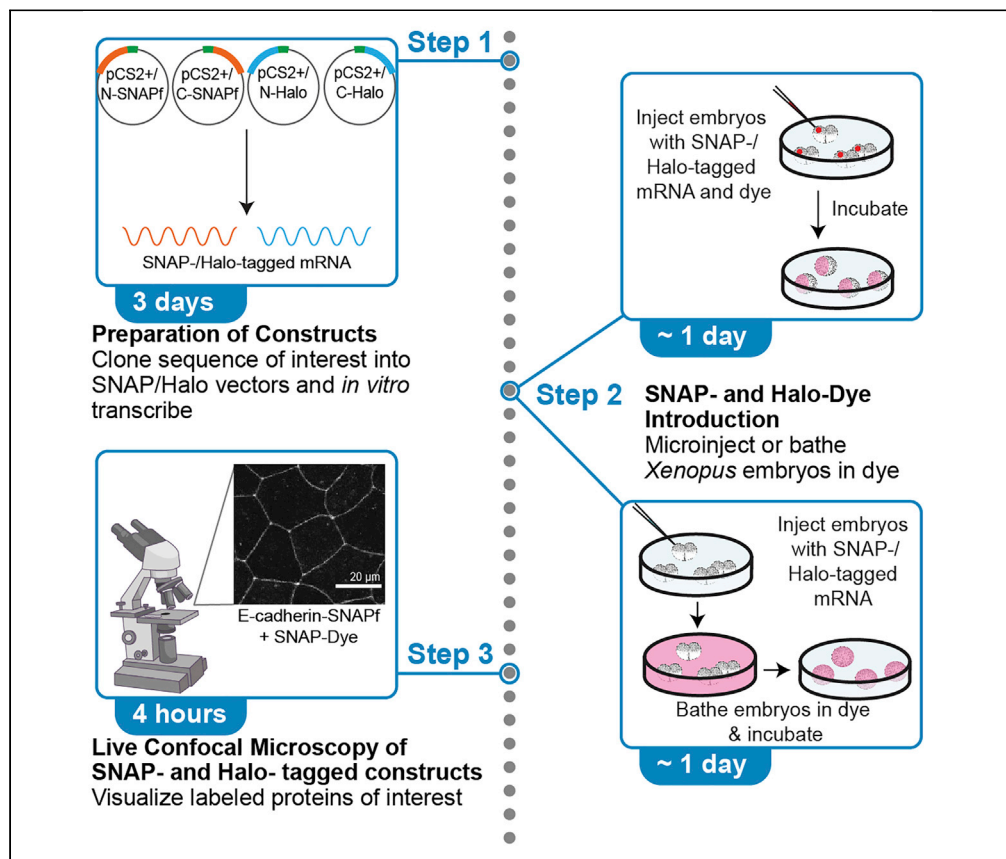 Step 1
pCS2+/
N-SNAPf
pCS2+/
C-SNAPf
pCS2+/
N-Halo
pCS2+/
C-Halo
SNAP-/Halo-tagged mRNA
3 days
Preparation of Constructs
Clone sequence of interest into
SNAP/Halo vectors and in vitro
transcribe
Inject embryos
with SNAP-/
Halo-tagged
mRNA and dye
Incubate
~ 1 day
Step 2
SNAP- and Halo-Dye
Introduction
Microinject or bathe
Xenopus embryos in dye
Inject embryos
with SNAP-/
Halo-tagged
mRNA
Bathe embryos in dye
& incubate
~ 1 day
Step 3
20 µm
E-cadherin-SNAPf
+ SNAP-Dye
4 hours
Live Confocal Microscopy of
SNAP- and Halo- tagged constructs
Visualize labeled proteins of interest